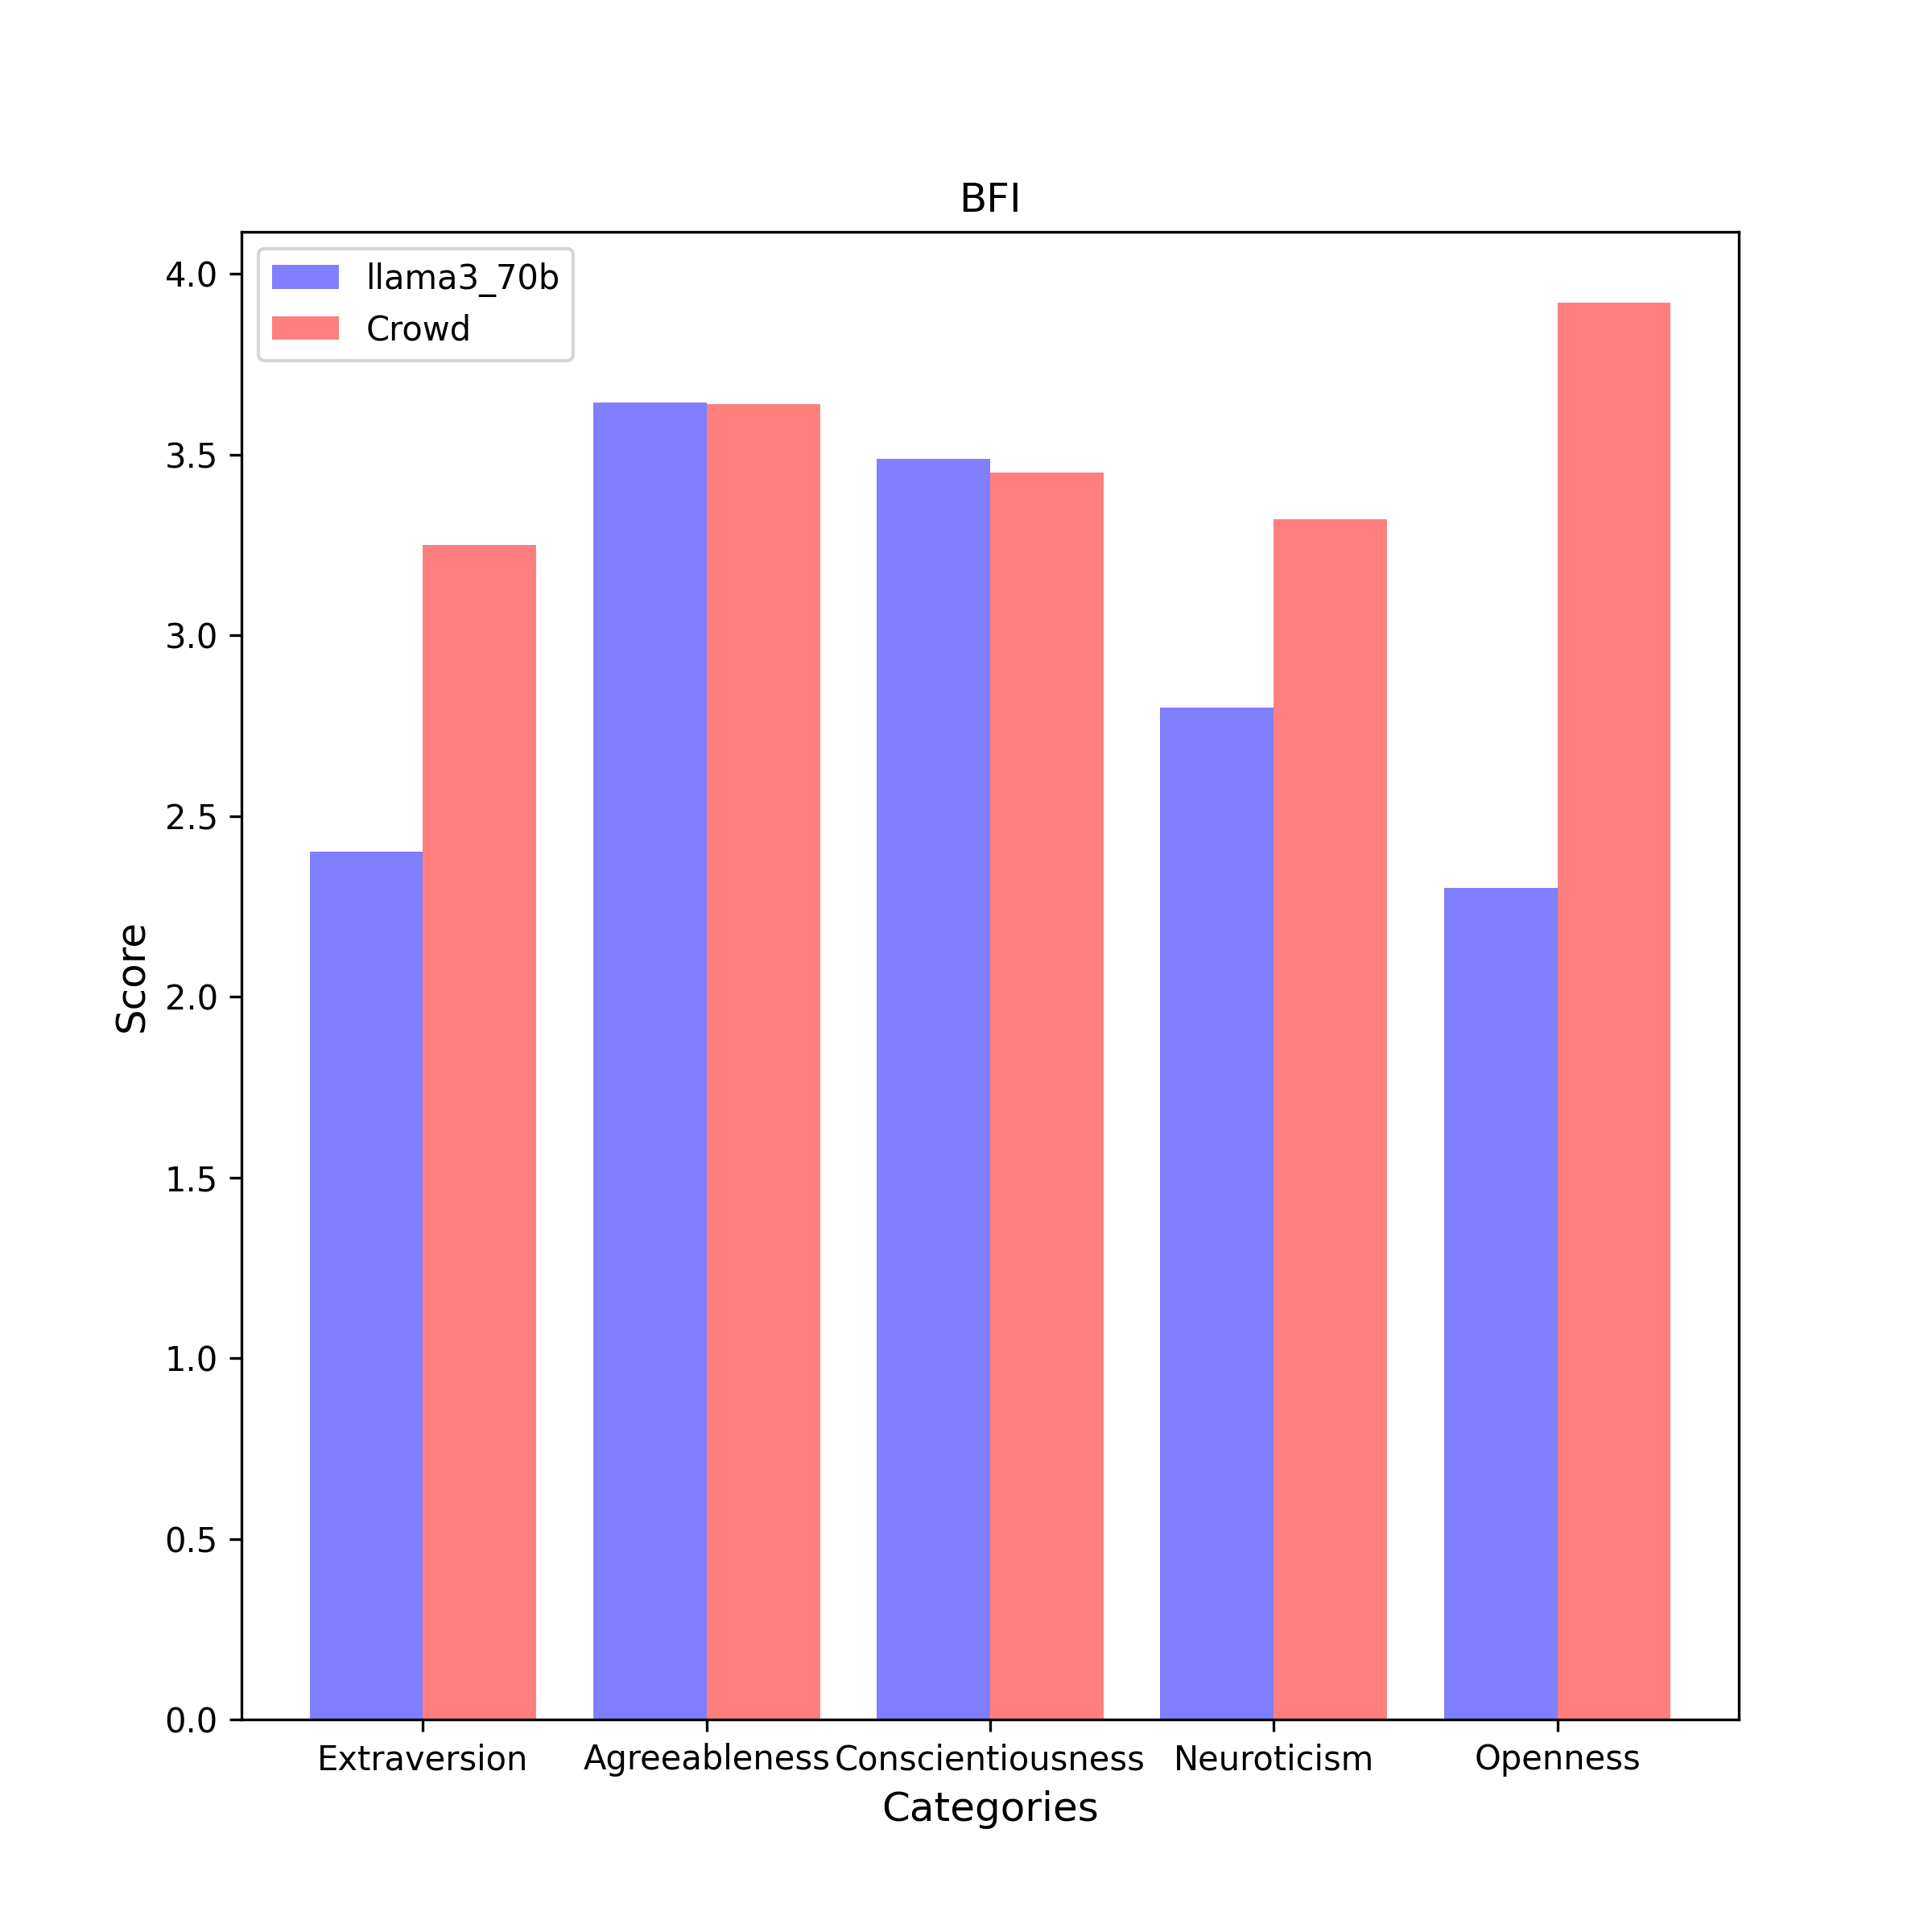 BFI
llama3_70b
Crowd
4.0
3.5
3.0
2.5
2.0
1.5
1.0
0.5
0.0
Score
Extraversion Agreeableness Conscientiousness Neuroticism Openness
Categories